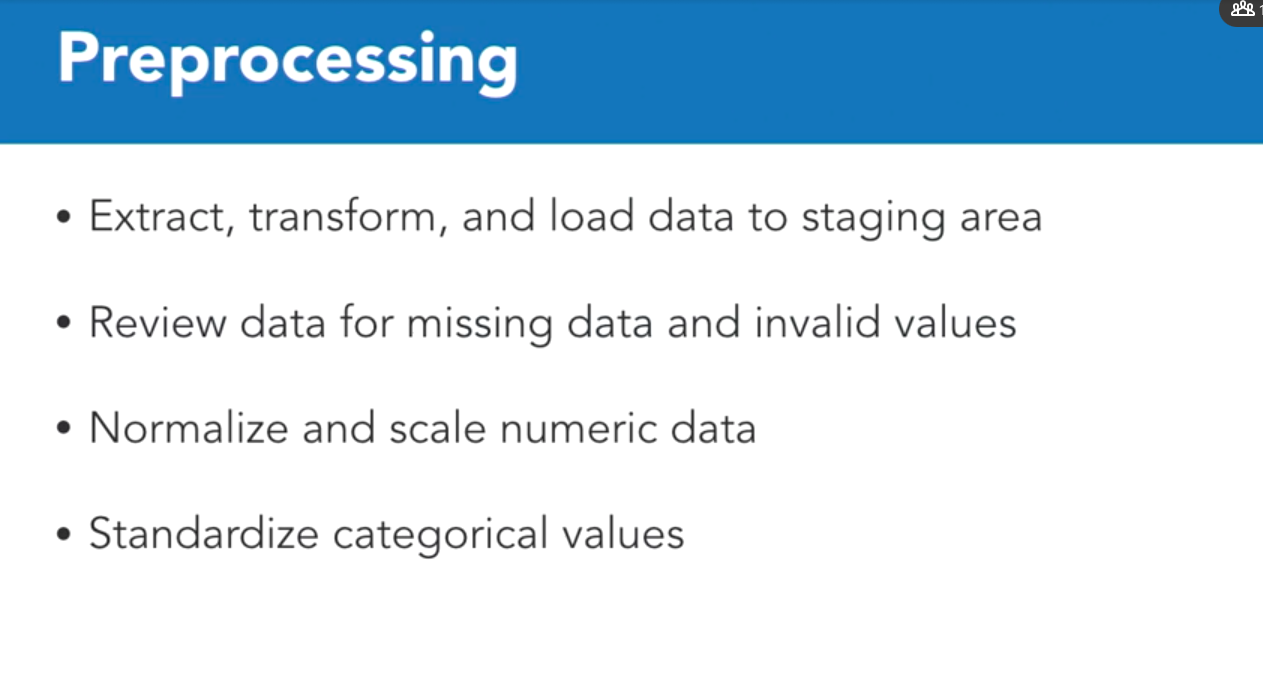 Preprocessing
• Extract, transform, and load data to staging area
• Review data for missing data and invalid values
• Normalize and scale numeric data
• Standardize categorical values